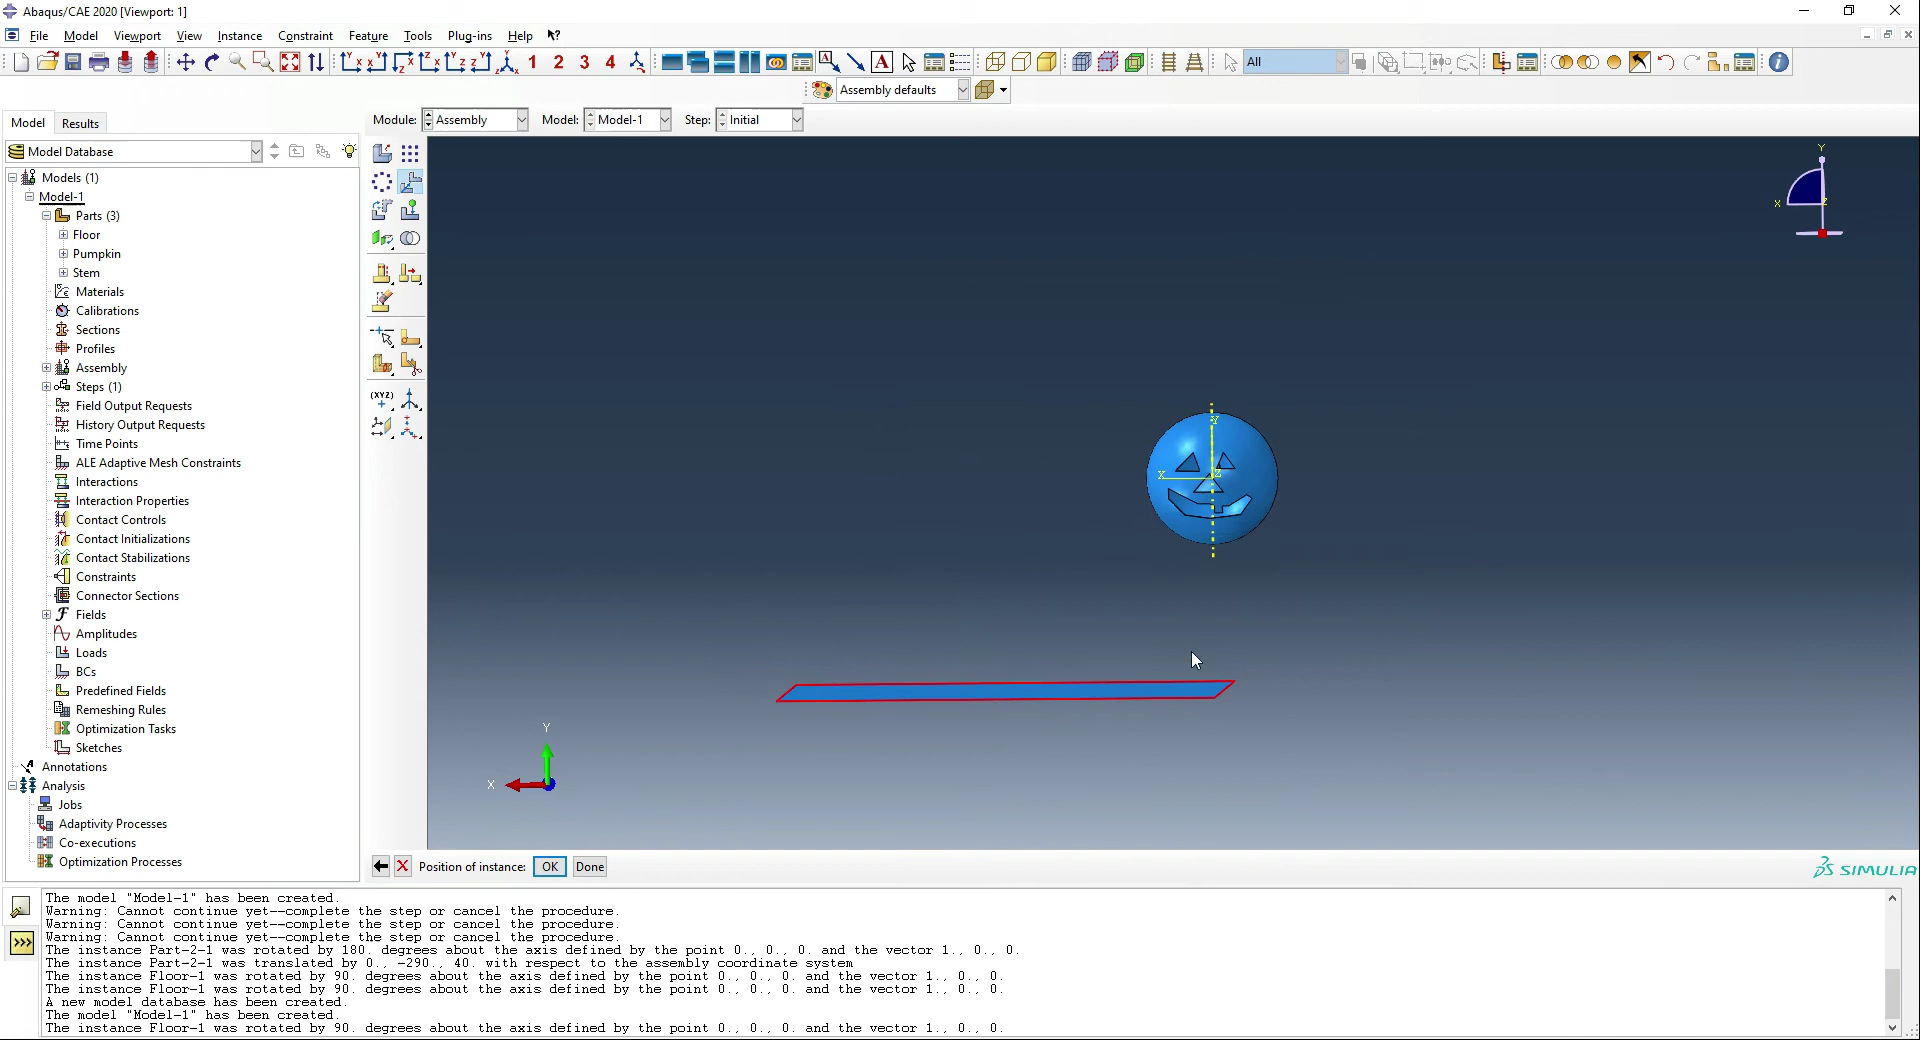 Abaqus/CAE 2020 [Viewport: 1]
File Model Viewport View Instance Constraint Feature Tools Plug-ins Help
1 2 3 4 A All
Assembly defaults
Model Results
Module: Assembly Model: Model-1 Step: Initial
Model Database
Models (1)
Model-1
Parts (3)
Floor
Pumpkin
Stem
Materials
Calibrations
Sections
Profiles
Assembly
Steps (1)
Field Output Requests
History Output Requests
Time Points
ALE Adaptive Mesh Constraints
Interactions
Interaction Properties
Contact Controls
Contact Initializations
Contact Stabilizations
Constraints
Connector Sections
Fields
Amplitudes
Loads
BCs
Predefined Fields
Remeshing Rules
Optimization Tasks
Sketches
Annotations
Analysis
Jobs
Adaptivity Processes
Co-executions
Optimization Processes
(XYZ)
Y
X
Z
Y
X
Z
Y
X
Position of instance: OK Done
SIMULIA
The model "Model-1" has been created.
Warning: Cannot continue yet--complete the step or cancel the procedure.
Warning: Cannot continue yet--complete the step or cancel the procedure.
Warning: Cannot continue yet--complete the step or cancel the procedure.
The instance Part-2-1 was rotated by 180. degrees about the axis defined by the point 0., 0., 0. and the vector 1., 0., 0.
The instance Part-2-1 was translated by 0., -290., 40. with respect to the assembly coordinate system
The instance Floor-1 was rotated by 90. degrees about the axis defined by the point 0., 0., 0. and the vector 1., 0., 0.
The instance Floor-1 was rotated by 90. degrees about the axis defined by the point 0., 0., 0. and the vector 1., 0., 0.
A new model database has been created.
The model "Model-1" has been created.
The instance Floor-1 was rotated by 90. degrees about the axis defined by the point 0., 0., 0. and the vector 1., 0., 0.